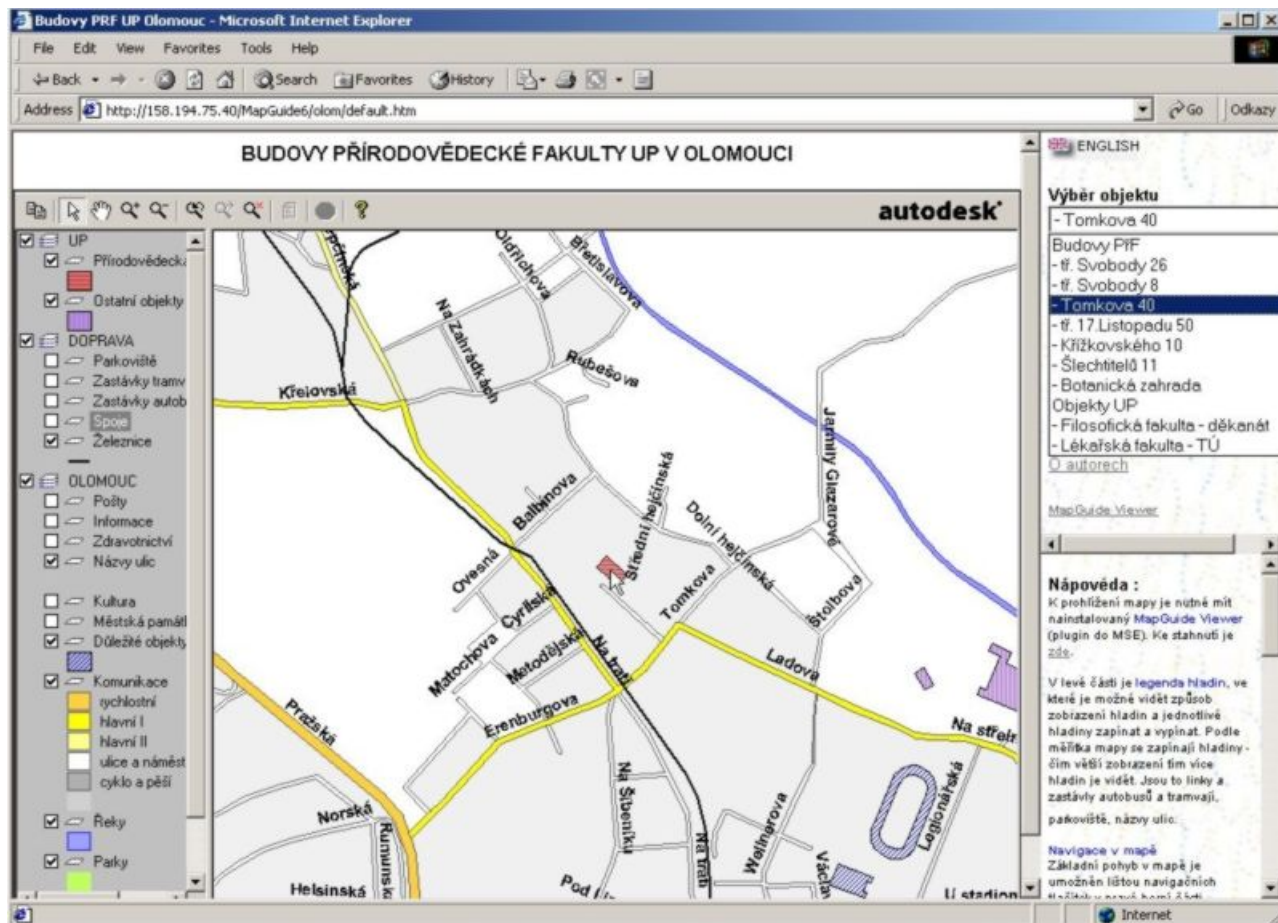 Budovy PRF UP Olomouc - Microsoft Internet Explorer
File Edit View Favorites Tools Help
Back Search Favorites History
Address http://158.194.75.40/MapGuide6/olom/default.htm Go Odkazy
BUDOVY PŘÍRODOVĚDECKÉ FAKULTY UP V OLOMOUCI
autodesk
UP
Přírodovědecká
Ostatní objekty
DOPRAVA
Parkoviště
Zastávky tramv
Zastávky autob
Spoje
Železnice
OLOMOUC
Pošty
Informace
Zdravotnictví
Názvy ulic
Kultura
Městská památ
Důležité objekty
Komunikace
rychlostní
hlavní I
hlavní II
ulice a náměst
cyklo a pěší
Řeky
Parky
Oldřichova
Břetislavova
Na Zahrádkách
Rubešova
Křelovská
Jarmily Glazarové
Balbínova
Střední hejčínská
Dolní hejčínská
Ovesná
Tomkova
Štolbova
Cyrilská
Matochova
Metodějská
Na trati
Ladova
Erenburgova
Pražská
Na střeln
Na Šibeníku
Legionářská
Norská
Wellnerova
Rumunsk
Na trati
Václav
Helsinská
Pod
U stadion
ENGLISH
Výběr objektu
- Tomkova 40
Budovy PřF
- tř. Svobody 26
- tř. Svobody 8
- Tomkova 40
- tř. 17.Listopadu 50
- Křížkovského 10
- Šlechtitelů 11
- Botanická zahrada
Objekty UP
- Filosofická fakulta - děkanát
- Lékařská fakulta - TÚ
O autorech
MapGuide Viewer
Nápověda :
K prohlížení mapy je nutné mít
nainstalovaný MapGuide Viewer
(plugin do MSE). Ke stahnutí je
zde.
V levé části je legenda hladin, ve
které je možné vidět způsob
zobrazení hladin a jednotlivé
hladiny zapínat a vypínat. Podle
měřítka mapy se zapínají hladiny -
čím větší zobrazení tím více
hladin je vidět. Jsou to linky a
zastávly autobusů a tramvají,
parkoviště, názvy ulic.
Navigace v mapě
Základní pohyb v mapě je
umožněn lištou navigačních
Internet